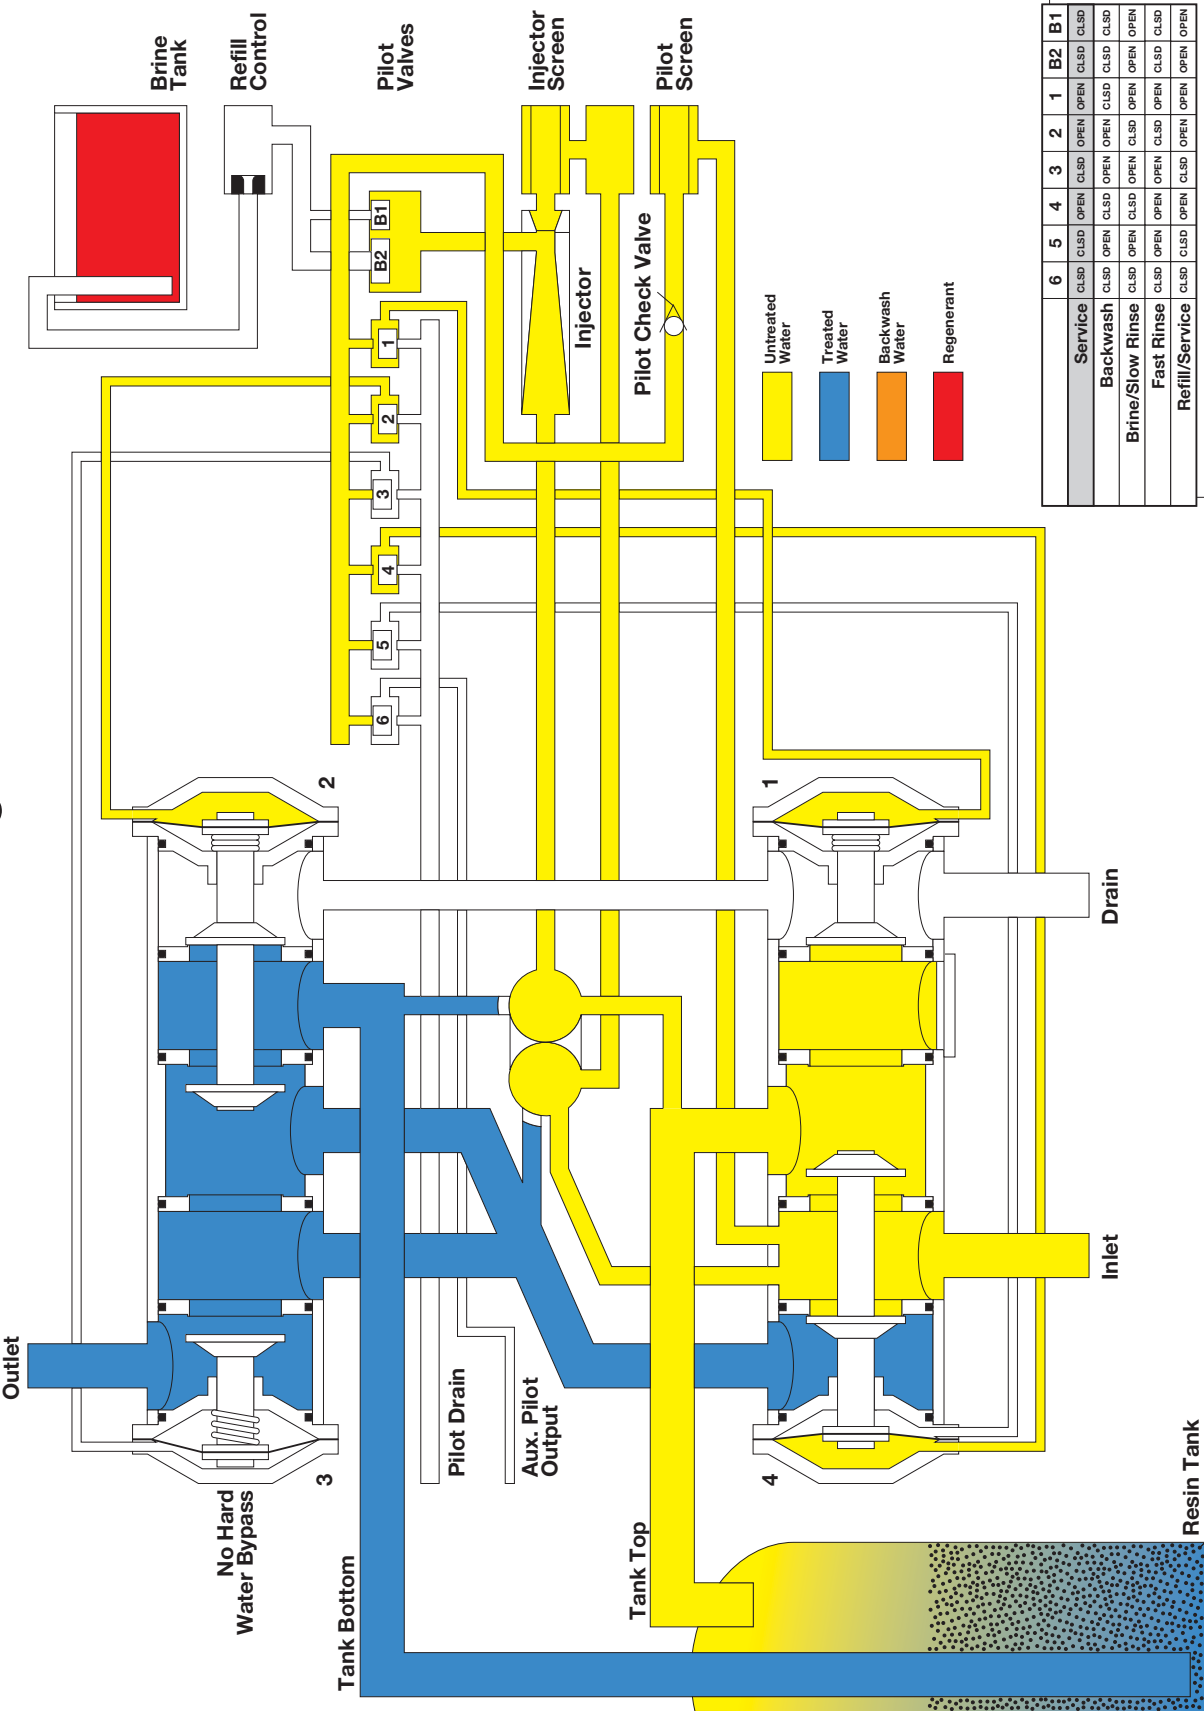 Outlet
No Hard
Water Bypass
3
2
Brine
Tank
Refill
Control
Pilot
Valves
6
5
4
3
2
1
B2
B1
Tank Bottom
Pilot Drain
Aux. Pilot
Output
Injector
Injector
Screen
Pilot Check Valve
Pilot
Screen
Tank Top
4
1
Inlet
Drain
Resin Tank
Untreated
Water
Treated
Water
Backwash
Water
Regenerant
6 5 4 3 2 1 B2 B1
Service CLSD CLSD OPEN CLSD OPEN OPEN CLSD CLSD
Backwash CLSD OPEN CLSD OPEN OPEN CLSD CLSD CLSD
Brine/Slow Rinse CLSD OPEN CLSD OPEN CLSD OPEN OPEN OPEN
Fast Rinse CLSD OPEN OPEN OPEN CLSD OPEN CLSD CLSD
Refill/Service CLSD CLSD OPEN CLSD OPEN OPEN OPEN OPEN